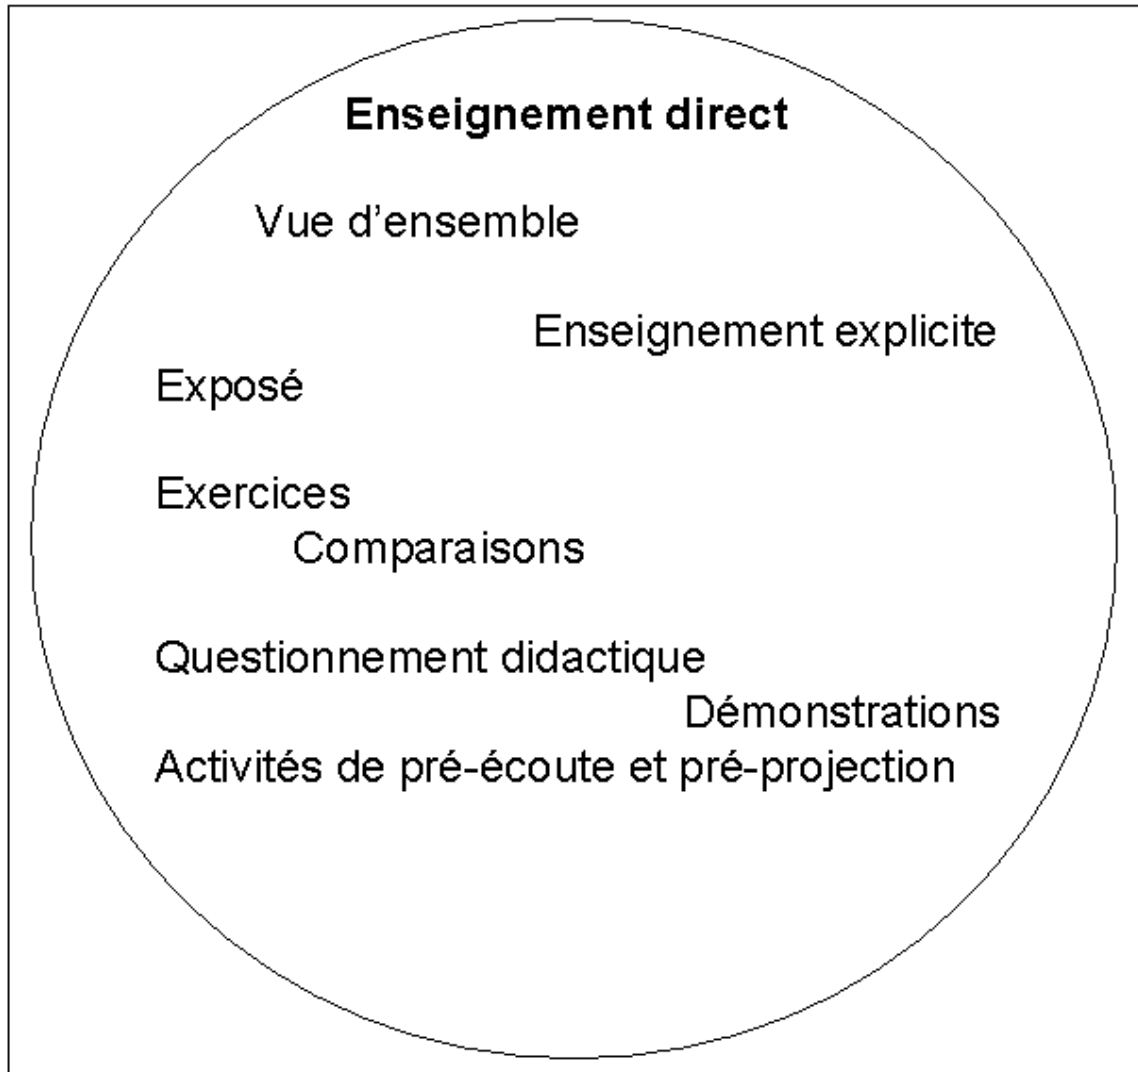 Enseignement direct
Vue d’ensemble
Enseignement explicite
Exposé
Exercices
Comparaisons
Questionnement didactique
Démonstrations
Activités de pré-écoute et pré-projection